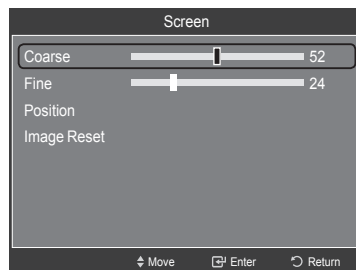 Screen
Coarse 52
Fine 24
Position
Image Reset
Move Enter Return